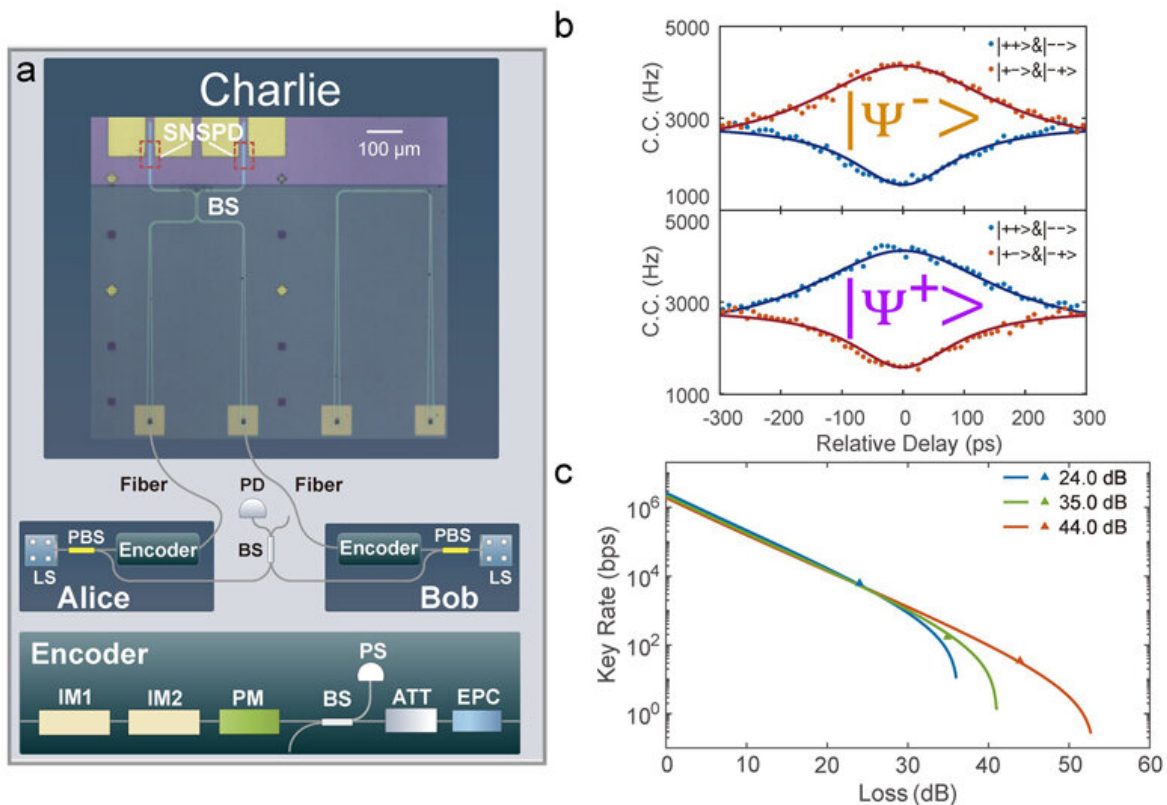 a
Charlie
SNSPD
100 µm
BS
Fiber
PD
Fiber
PBS
Encoder
BS
Encoder
PBS
LS
Alice
Bob
LS
Encoder
PS
IM1
IM2
PM
BS
ATT
EPC
b
5000
|++>&|-->
|+->&|-+>
C.C. (Hz)
3000
|Ψ⁻>
1000
5000
|++>&|-->
|+->&|-+>
C.C. (Hz)
3000
|Ψ⁺>
1000
-300 -200 -100 0 100 200 300
Relative Delay (ps)
c
24.0 dB
35.0 dB
44.0 dB
Key Rate (bps)
10⁶
10⁴
10²
10⁰
0 10 20 30 40 50 60
Loss (dB)